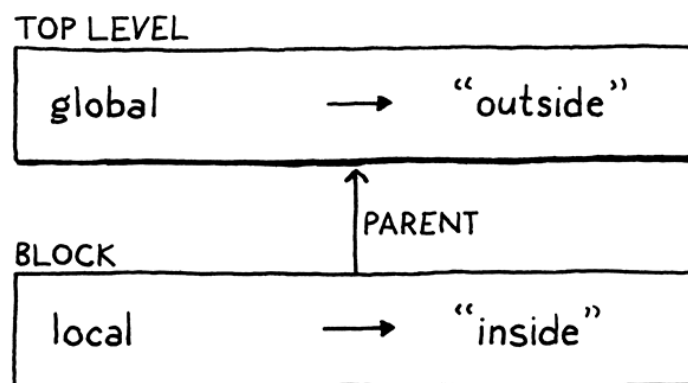 TOP LEVEL
global → “outside”
PARENT
BLOCK
local → “inside”